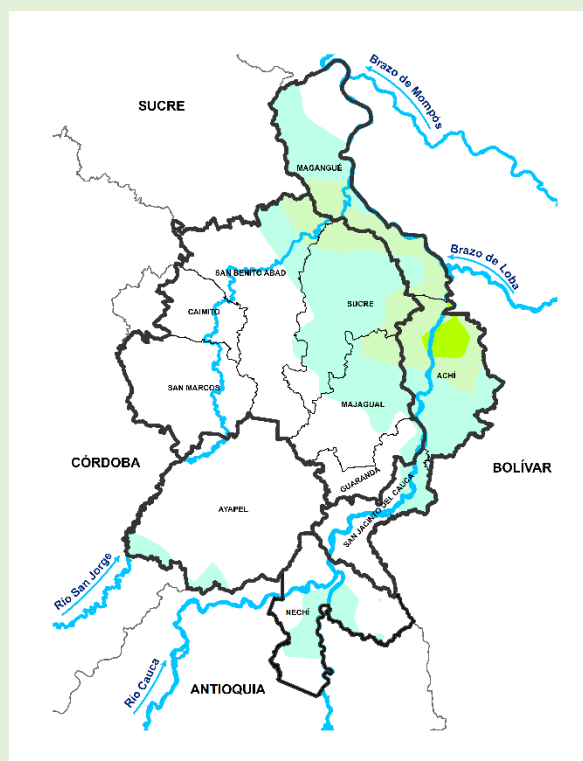 Brazo de Mompós
SUCRE
MAGANGUÉ
Brazo de Loba
SAN BENITO ABAD
SUCRE
CAIMITO
ACHÍ
SAN MARCOS
MAJAGUAL
CÓRDOBA
BOLÍVAR
GUARANDA
AYAPEL
SAN JACINTO DEL CAUCA
Río San Jorge
NECHÍ
Río Cauca
ANTIOQUIA